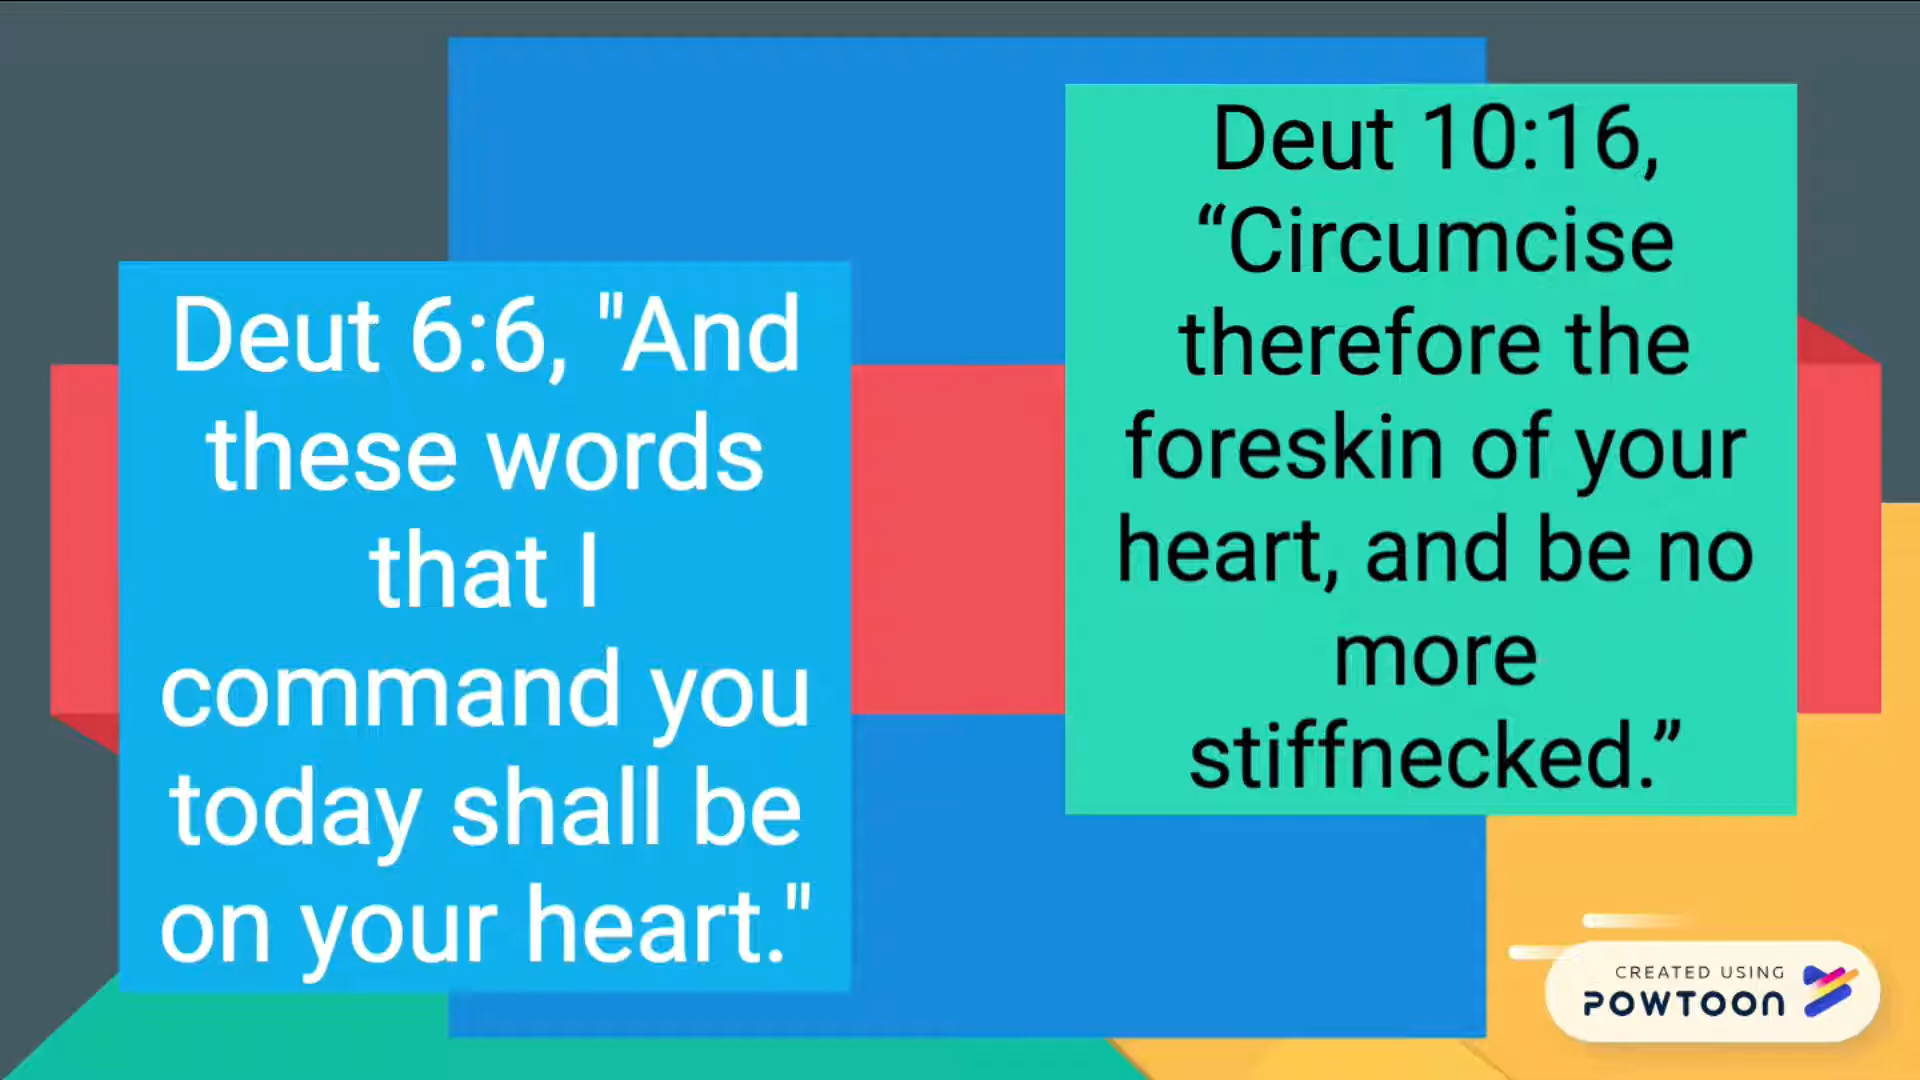 Deut 6:6, "And
these words
that I
command you
today shall be
on your heart."
Deut 10:16,
“Circumcise
therefore the
foreskin of your
heart, and be no
more
stiffnecked.”
CREATED USING
POWTOON